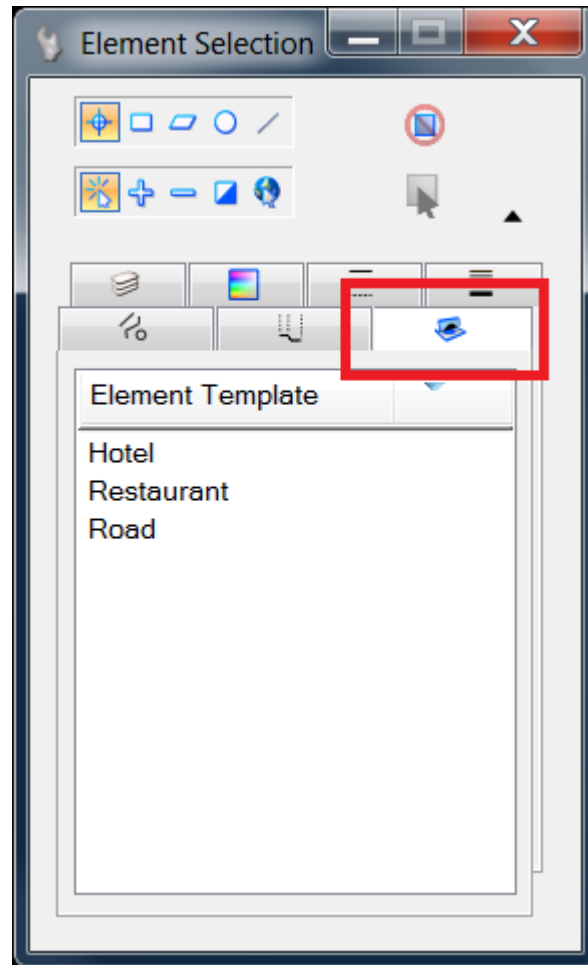 Element Selection
Element Template
Hotel
Restaurant
Road